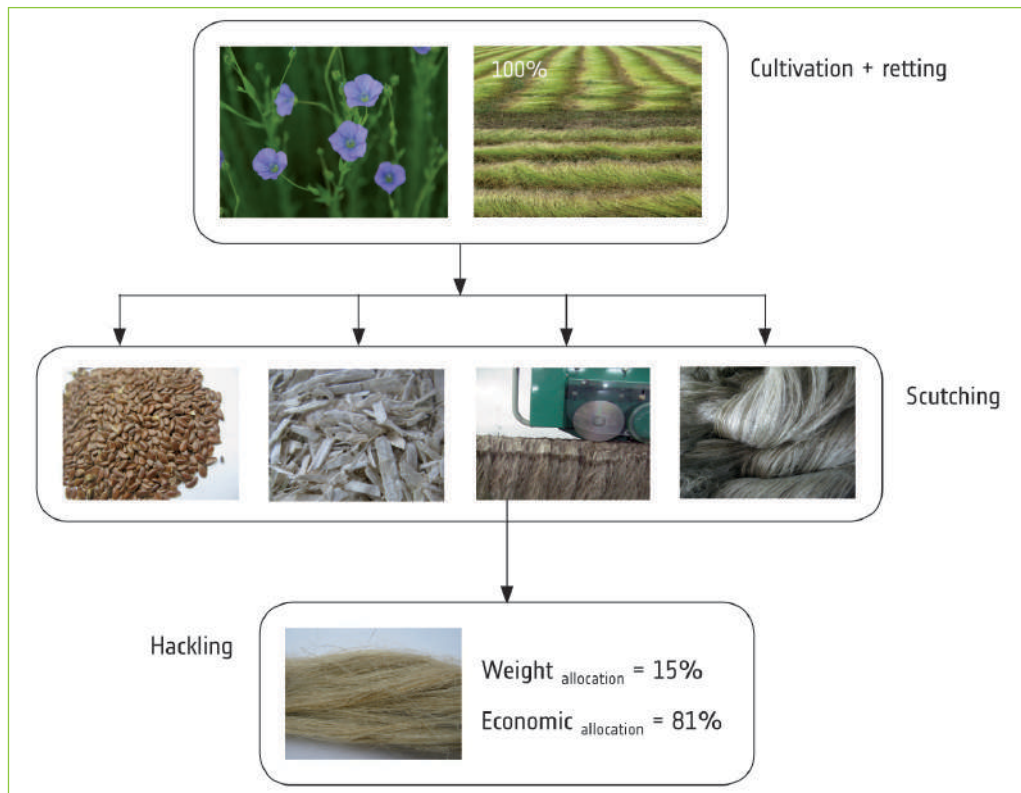 100%
Cultivation + retting
Scutching
Hackling
Weight allocation = 15%
Economic allocation = 81%